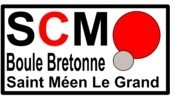 SCM
Boule Bretonne
Saint Méen Le Grand